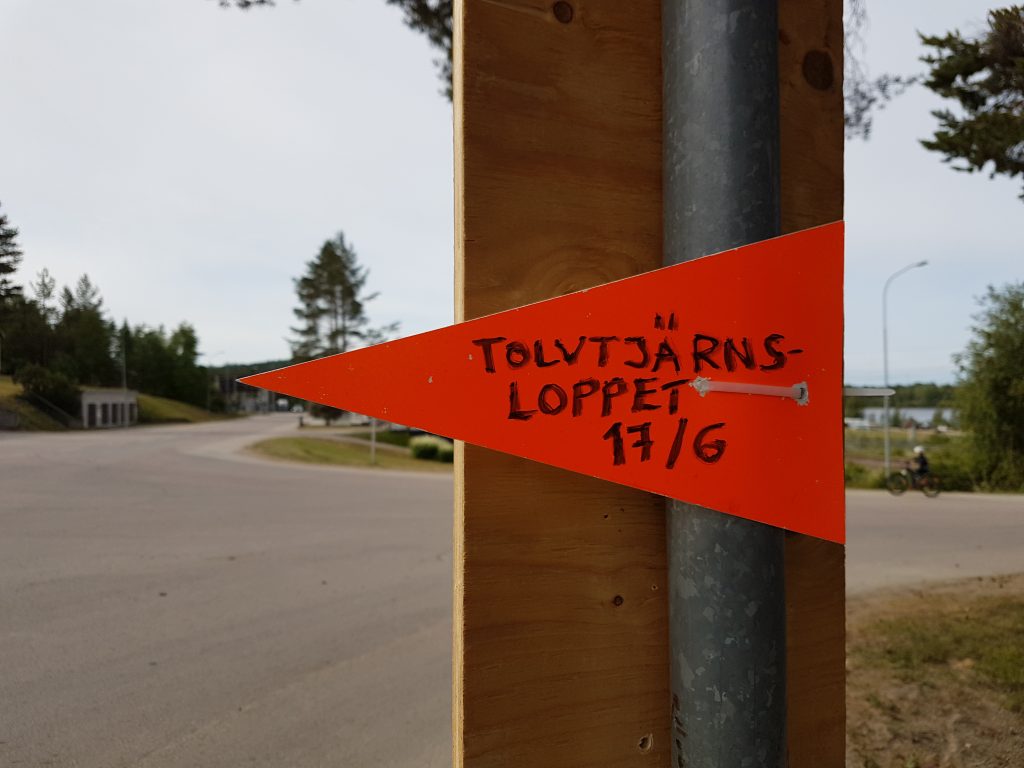 TOLVTJÄRNS-
LOPPET
17/6